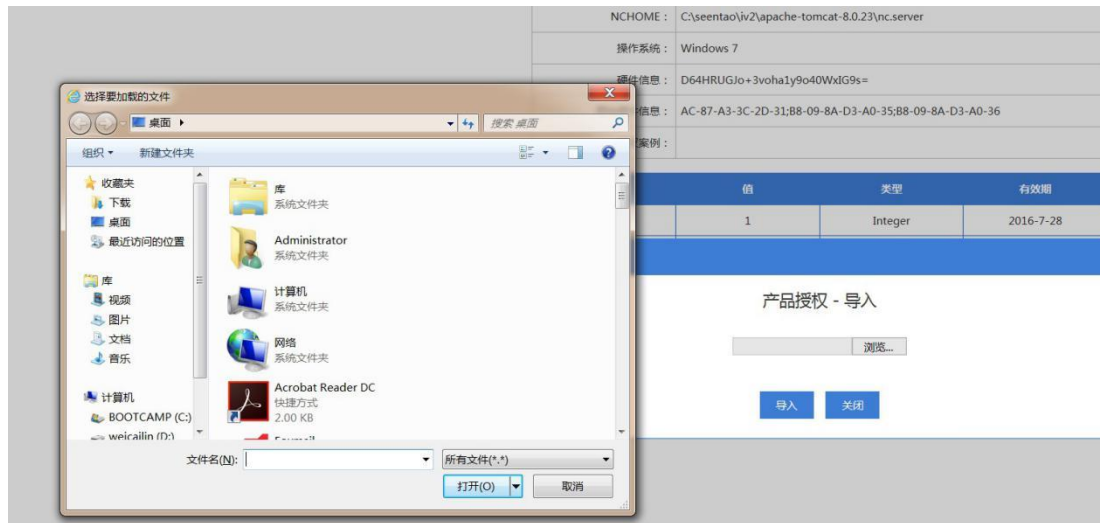 NCHOME： C:\seentao\iv2\apache-tomcat-8.0.23\nc.server
操作系统： Windows 7
硬件信息： D64HRUGJo+3voha1y9o40WxIG9s=
信息： AC-87-A3-3C-2D-31;B8-09-8A-D3-A0-35;B8-09-8A-D3-A0-36
案例：
值 类型 有效期
1 Integer 2016-7-28
产品授权 - 导入
浏览...
导入 关闭
选择要加载的文件
桌面
搜索 桌面
组织 新建文件夹
收藏夹
下载
桌面
最近访问的位置
库
视频
图片
文档
音乐
计算机
BOOTCAMP (C:)
weicailin (D:)
库
系统文件夹
Administrator
系统文件夹
计算机
系统文件夹
网络
系统文件夹
Acrobat Reader DC
快捷方式
2.00 KB
文件名(N):
所有文件(*.*)
打开(O) 取消